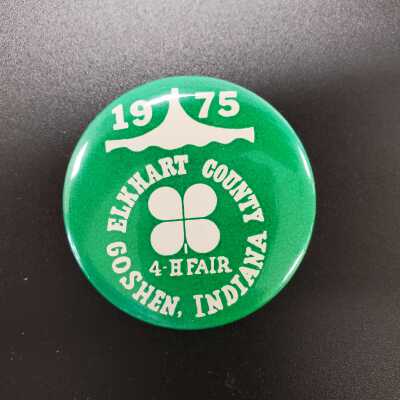 1975
ELKHART COUNTY
4-H FAIR
GOSHEN, INDIANA